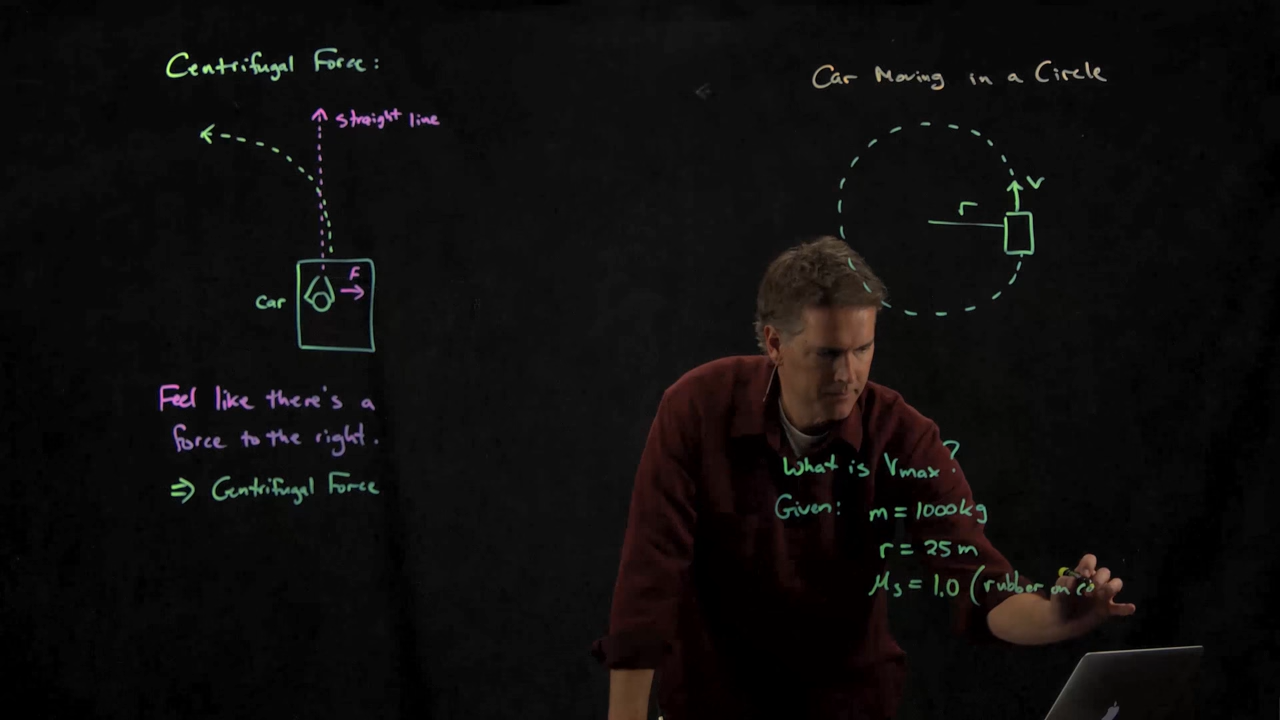 Centrifugal Force:
straight line
F
Car
Feel like there's a
force to the right.
⇒ Centrifugal Force
Car Moving in a Circle
v
r
What is Vmax?
Given: m = 1000kg
r = 25 m
μs = 1.0 (rubber on co